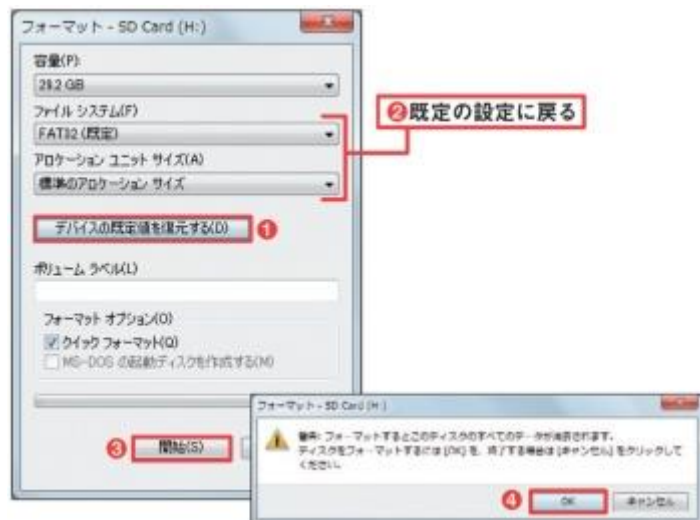 フォーマット - SD Card (H:)
容量(P):
29.2 GB
ファイル システム(F)
FAT32 (既定)
アロケーション ユニット サイズ(A)
標準のアロケーション サイズ
❷既定の設定に戻る
デバイスの既定値を復元する(D)
❶
ボリューム ラベル(L)
フォーマット オプション(O)
クイック フォーマット(Q)
MS-DOS の起動ディスクを作成する(M)
❸
開始(S)
フォーマット - SD Card (H:)
警告: フォーマットするとこのディスクのすべてのデータが消去されます。
ディスクをフォーマットするには [OK] を、終了する場合は [キャンセル] をクリックして
ください。
❹
OK
キャンセル